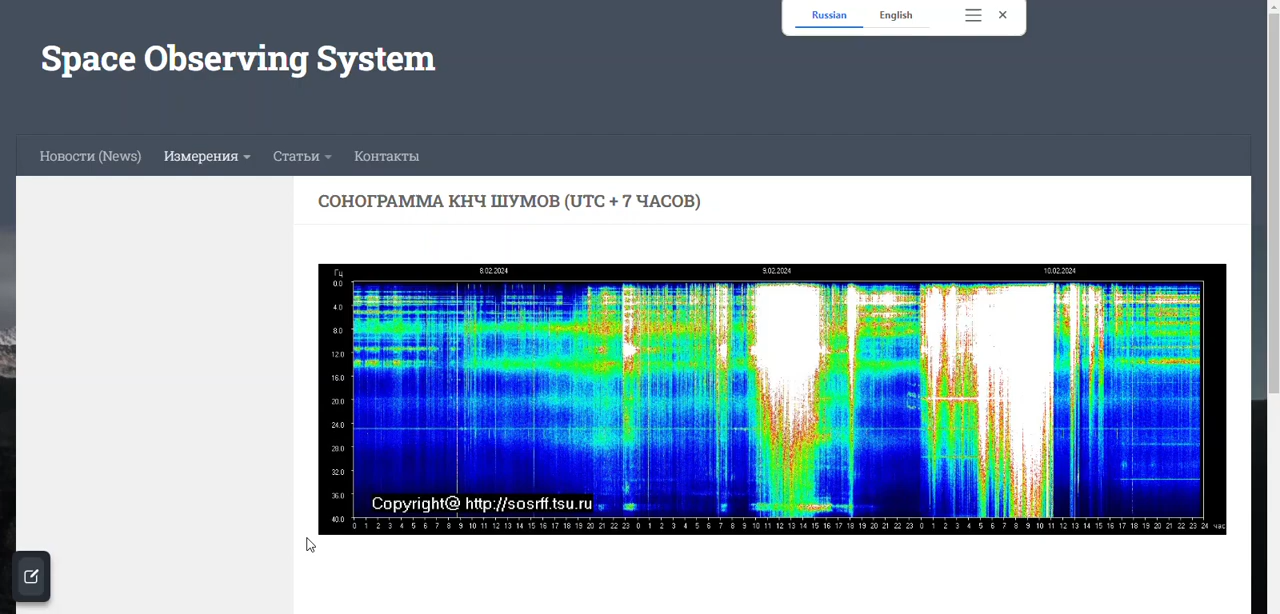 Russian English
Space Observing System
Новости (News) Измерения Статьи Контакты
СОНОГРАММА КНЧ ШУМОВ (UTC + 7 ЧАСОВ)
Гц 8.02.2024 9.02.2024 10.02.2024
0.0
4.0
8.0
12.0
16.0
20.0
24.0
28.0
32.0
36.0
40.0
Copyright@ http://sosrff.tsu.ru
0 1 2 3 4 5 6 7 8 9 10 11 12 13 14 15 16 17 18 19 20 21 22 23 0 1 2 3 4 5 6 7 8 9 10 11 12 13 14 15 16 17 18 19 20 21 22 23 0 1 2 3 4 5 6 7 8 9 10 11 12 13 14 15 16 17 18 19 20 21 22 23 24 час